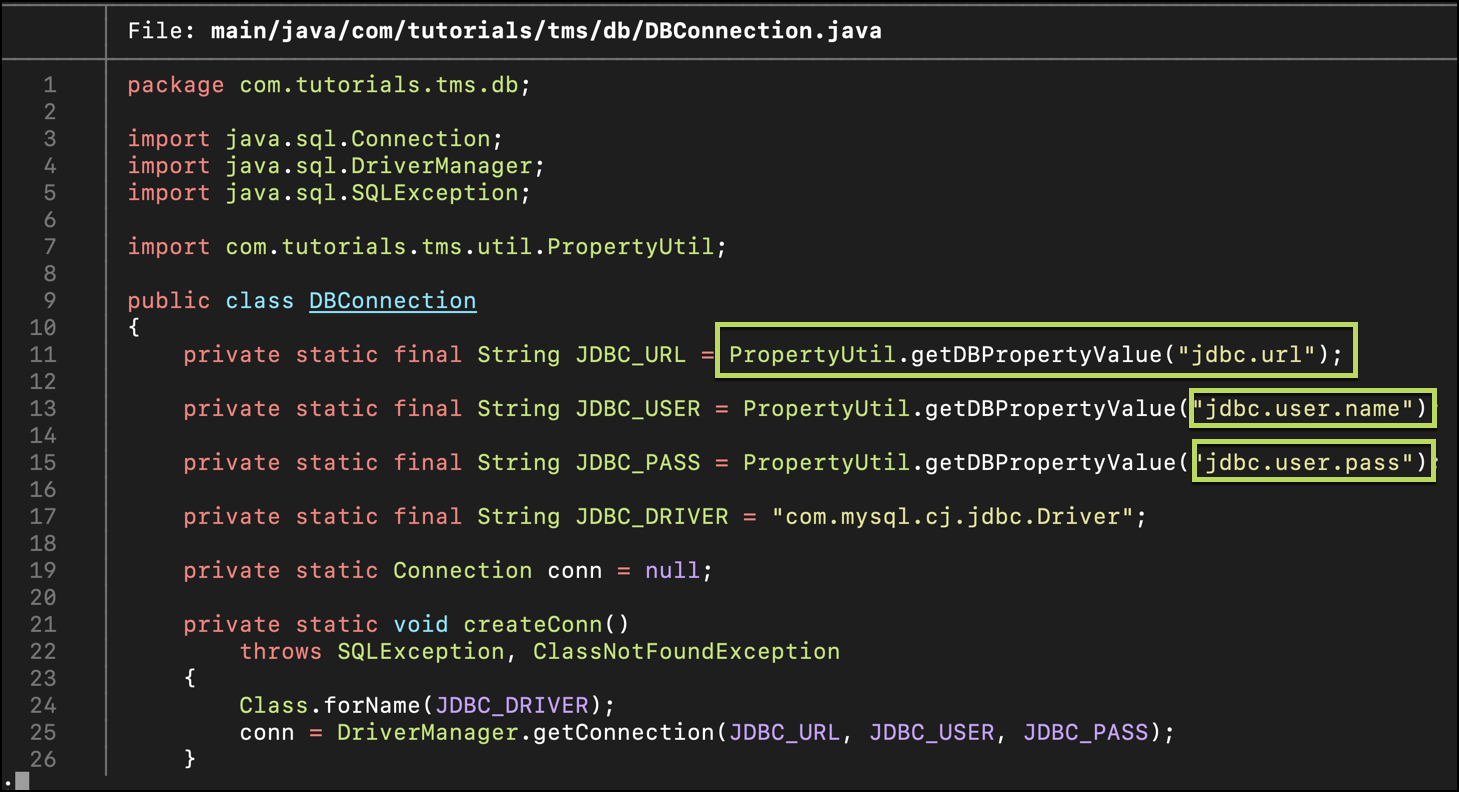 File: main/java/com/tutorials/tms/db/DBConnection.java
1 package com.tutorials.tms.db;
2
3 import java.sql.Connection;
4 import java.sql.DriverManager;
5 import java.sql.SQLException;
6
7 import com.tutorials.tms.util.PropertyUtil;
8
9 public class DBConnection
10 {
11 private static final String JDBC_URL = PropertyUtil.getDBPropertyValue("jdbc.url");
12
13 private static final String JDBC_USER = PropertyUtil.getDBPropertyValue("jdbc.user.name")
14
15 private static final String JDBC_PASS = PropertyUtil.getDBPropertyValue("jdbc.user.pass");
16
17 private static final String JDBC_DRIVER = "com.mysql.cj.jdbc.Driver";
18
19 private static Connection conn = null;
20
21 private static void createConn()
22 throws SQLException, ClassNotFoundException
23 {
24 Class.forName(JDBC_DRIVER);
25 conn = DriverManager.getConnection(JDBC_URL, JDBC_USER, JDBC_PASS);
26 }
.